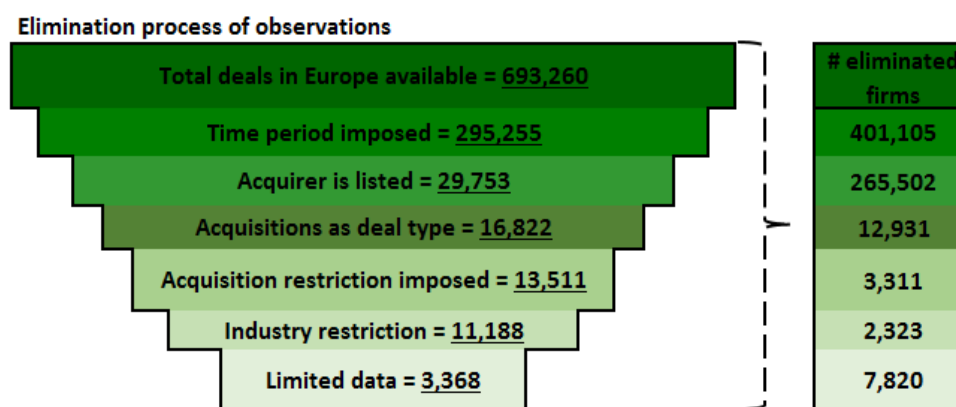 Elimination process of observations
Total deals in Europe available = 693,260
# eliminated
firms
Time period imposed = 295,255
401,105
Acquirer is listed = 29,753
265,502
Acquisitions as deal type = 16,822
12,931
Acquisition restriction imposed = 13,511
3,311
Industry restriction = 11,188
2,323
Limited data = 3,368
7,820